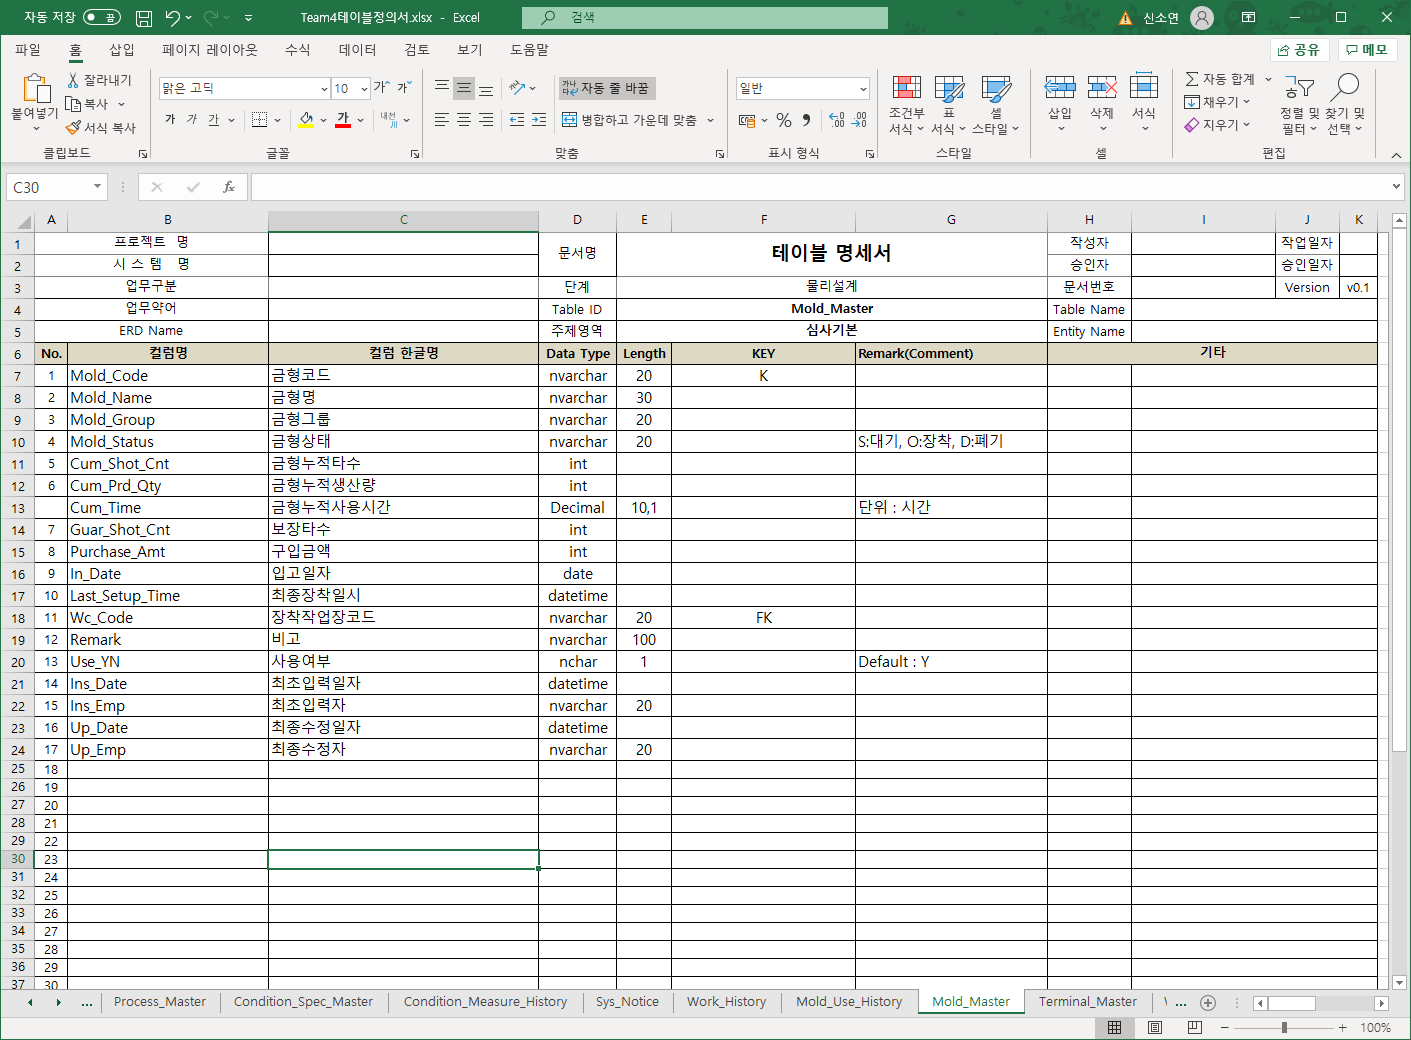 자동 저장 끔 Team4테이블정의서.xlsx - Excel 검색 신소연
파일 홈 삽입 페이지 레이아웃 수식 데이터 검토 보기 도움말 공유 메모
붙여넣기 잘라내기 복사 서식 복사 클립보드
맑은 고딕 10 가 가 가 가 가 가 내천 글꼴
자동 줄 바꿈 병합하고 가운데 맞춤 맞춤
일반 % 표시 형식
조건부 서식 표 서식 셀 스타일 스타일
삽입 삭제 서식 셀
자동 합계 채우기 지우기 정렬 및 필터 찾기 및 선택 편집
C30 fx
A B C D E F G H I J K
1 프로젝트 명 문서명 테이블 명세서 작성자 작업일자
2 시 스 템 명 승인자 승인일자
3 업무구분 단계 물리설계 문서번호 Version v0.1
4 업무약어 Table ID Mold_Master Table Name
5 ERD Name 주제영역 심사기본 Entity Name
6 No. 컬럼명 컬럼 한글명 Data Type Length KEY Remark(Comment) 기타
7 1 Mold_Code 금형코드 nvarchar 20 K
8 2 Mold_Name 금형명 nvarchar 30
9 3 Mold_Group 금형그룹 nvarchar 20
10 4 Mold_Status 금형상태 nvarchar 20 S:대기, O:장착, D:폐기
11 5 Cum_Shot_Cnt 금형누적타수 int
12 6 Cum_Prd_Qty 금형누적생산량 int
13 Cum_Time 금형누적사용시간 Decimal 10,1 단위 : 시간
14 7 Guar_Shot_Cnt 보장타수 int
15 8 Purchase_Amt 구입금액 int
16 9 In_Date 입고일자 date
17 10 Last_Setup_Time 최종장착일시 datetime
18 11 Wc_Code 장착작업장코드 nvarchar 20 FK
19 12 Remark 비고 nvarchar 100
20 13 Use_YN 사용여부 nchar 1 Default : Y
21 14 Ins_Date 최초입력일자 datetime
22 15 Ins_Emp 최초입력자 nvarchar 20
23 16 Up_Date 최종수정일자 datetime
24 17 Up_Emp 최종수정자 nvarchar 20
25 18
26 19
27 20
28 21
29 22
30 23
31 24
32 25
33 26
34 27
35 28
36 29
37 30
... Process_Master Condition_Spec_Master Condition_Measure_History Sys_Notice Work_History Mold_Use_History Mold_Master Terminal_Master ...
100%